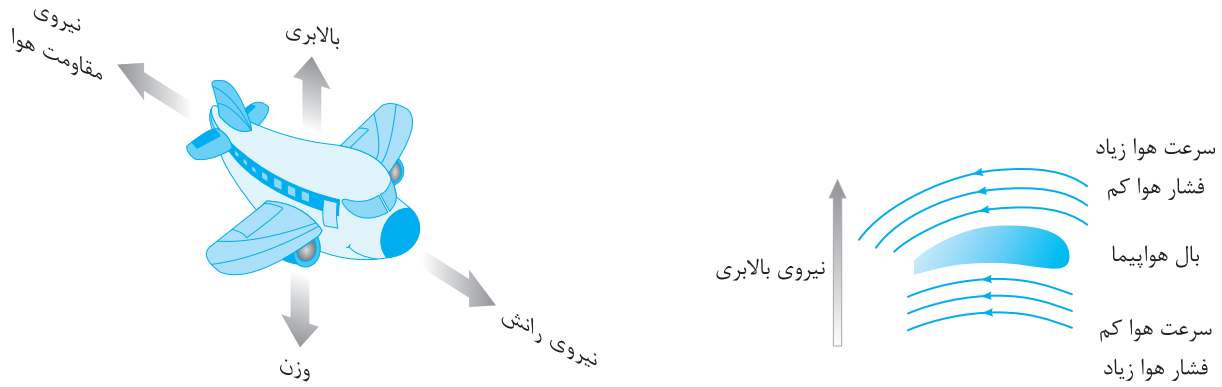 سرعت هوا زیاد
فشار هوا کم
بال هواپیما
نیروی بالابری
سرعت هوا کم
فشار هوا زیاد
بالابری
نیروی
مقاومت هوا
نیروی رانش
وزن